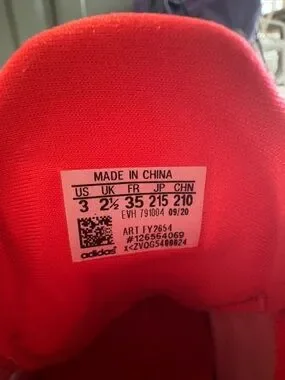 MADE IN CHINA
US UK FR JP CHN
3 2½ 35 215 210
EVH 791004 09/20
ART FY2654
#126564069
adidas X<ZVQG5400624